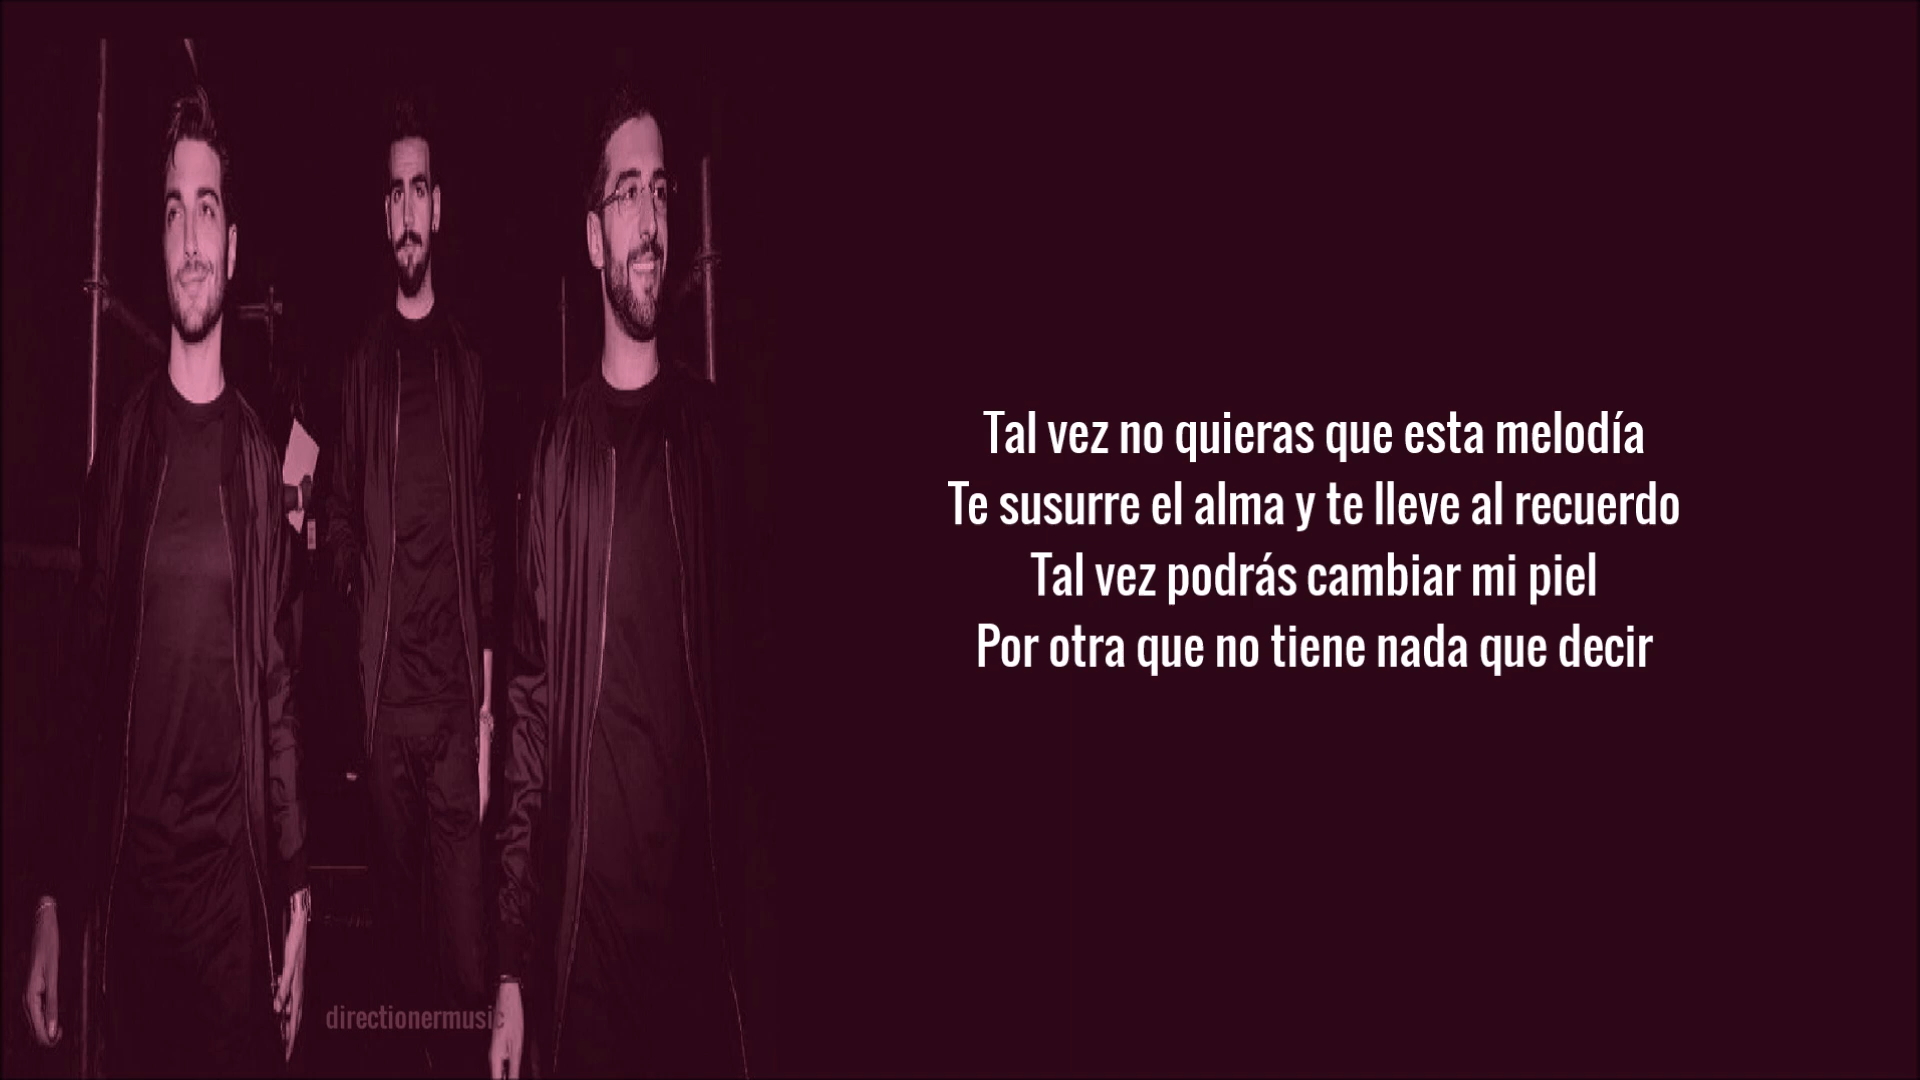 Tal vez no quieras que esta melodía
Te susurre el alma y te lleve al recuerdo
Tal vez podrás cambiar mi piel
Por otra que no tiene nada que decir
directionermusic